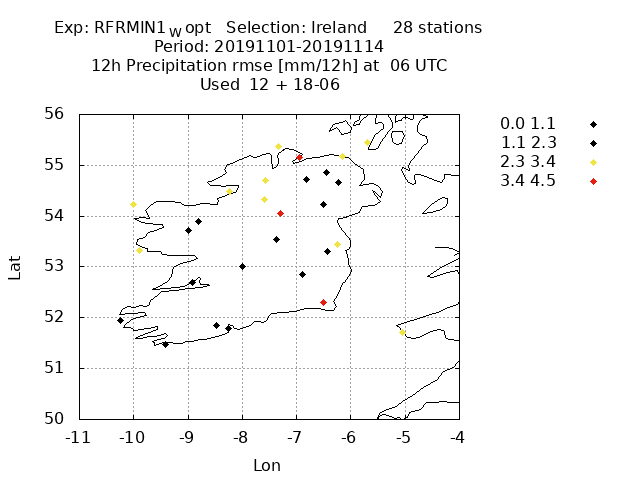 Exp: RFRMIN1_W opt Selection: Ireland 28 stations
Period: 20191101-20191114
12h Precipitation rmse [mm/12h] at 06 UTC
Used 12 + 18-06
0.0 1.1
1.1 2.3
2.3 3.4
3.4 4.5
56
55
54
53
52
51
50
Lat
-11 -10 -9 -8 -7 -6 -5 -4
Lon